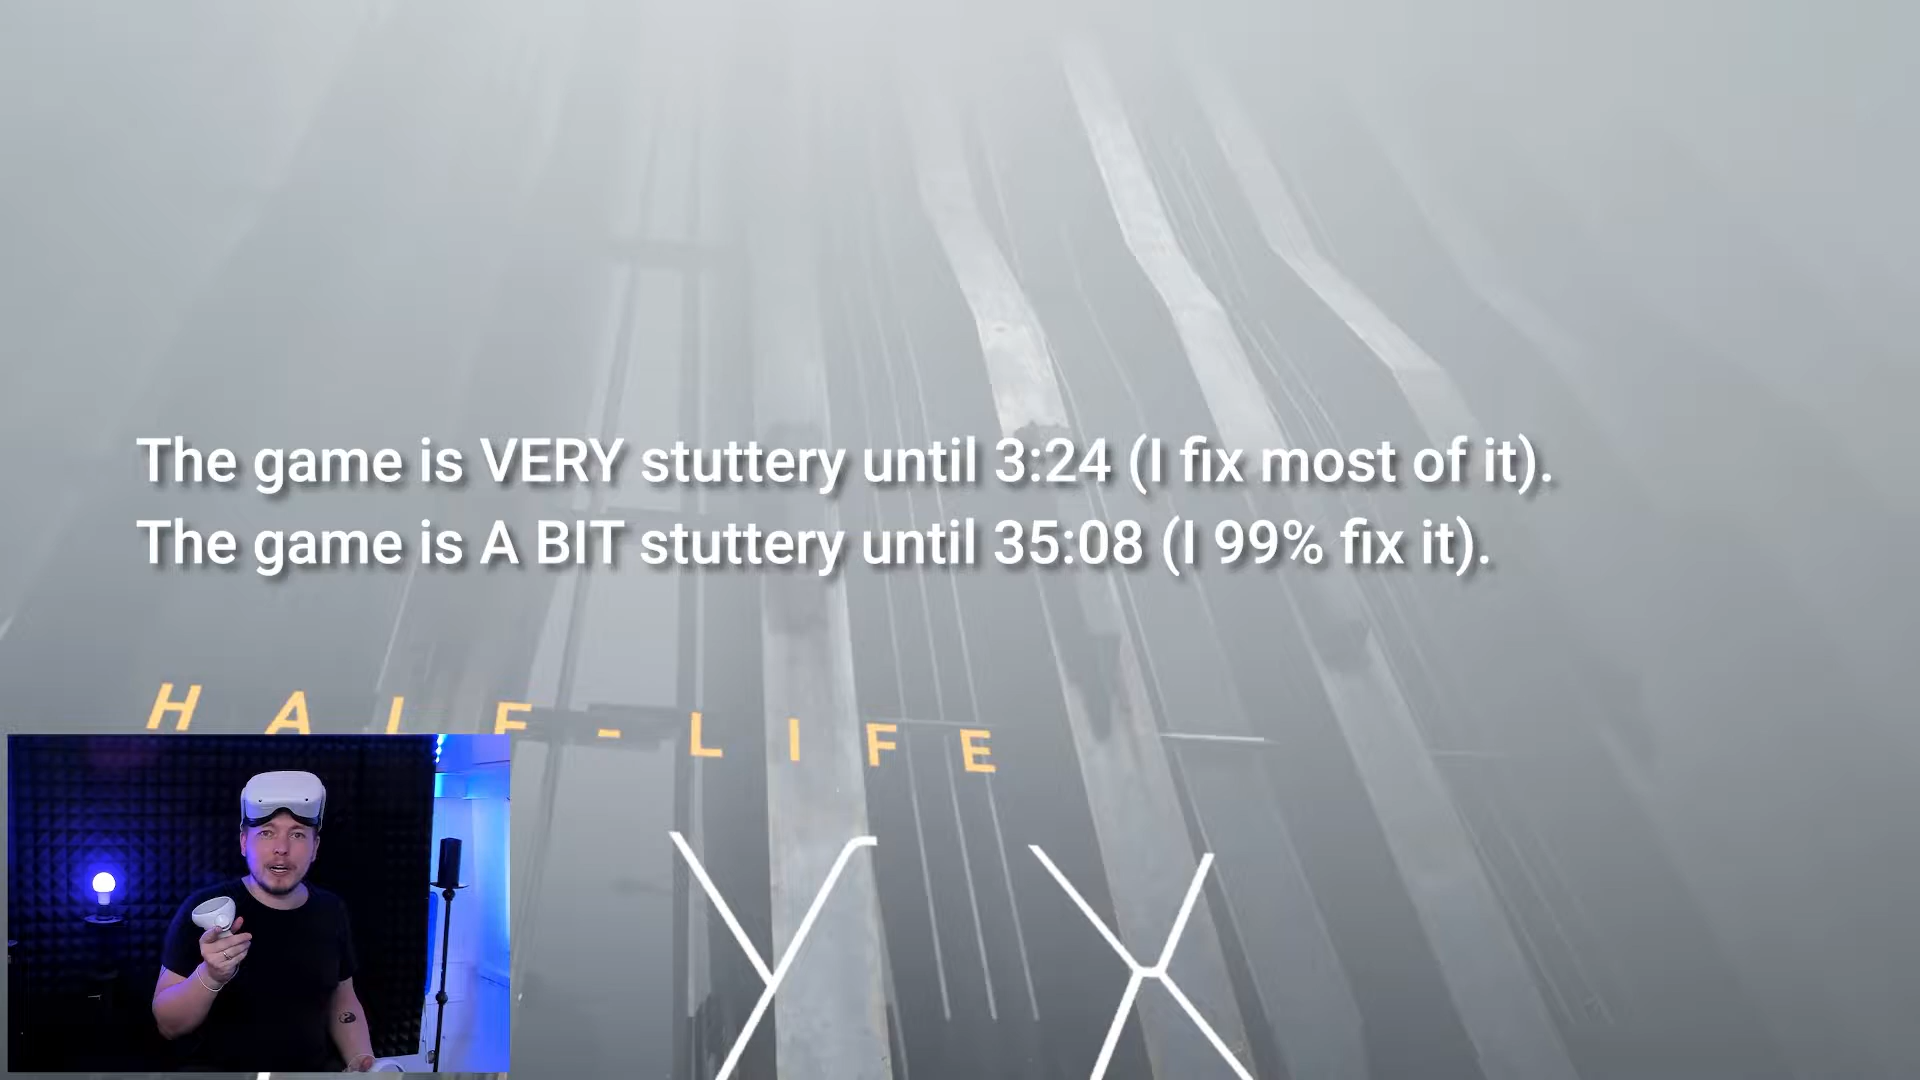 The game is VERY stuttery until 3:24 (I fix most of it).
The game is A BIT stuttery until 35:08 (I 99% fix it).
HALF-LIFE
YX